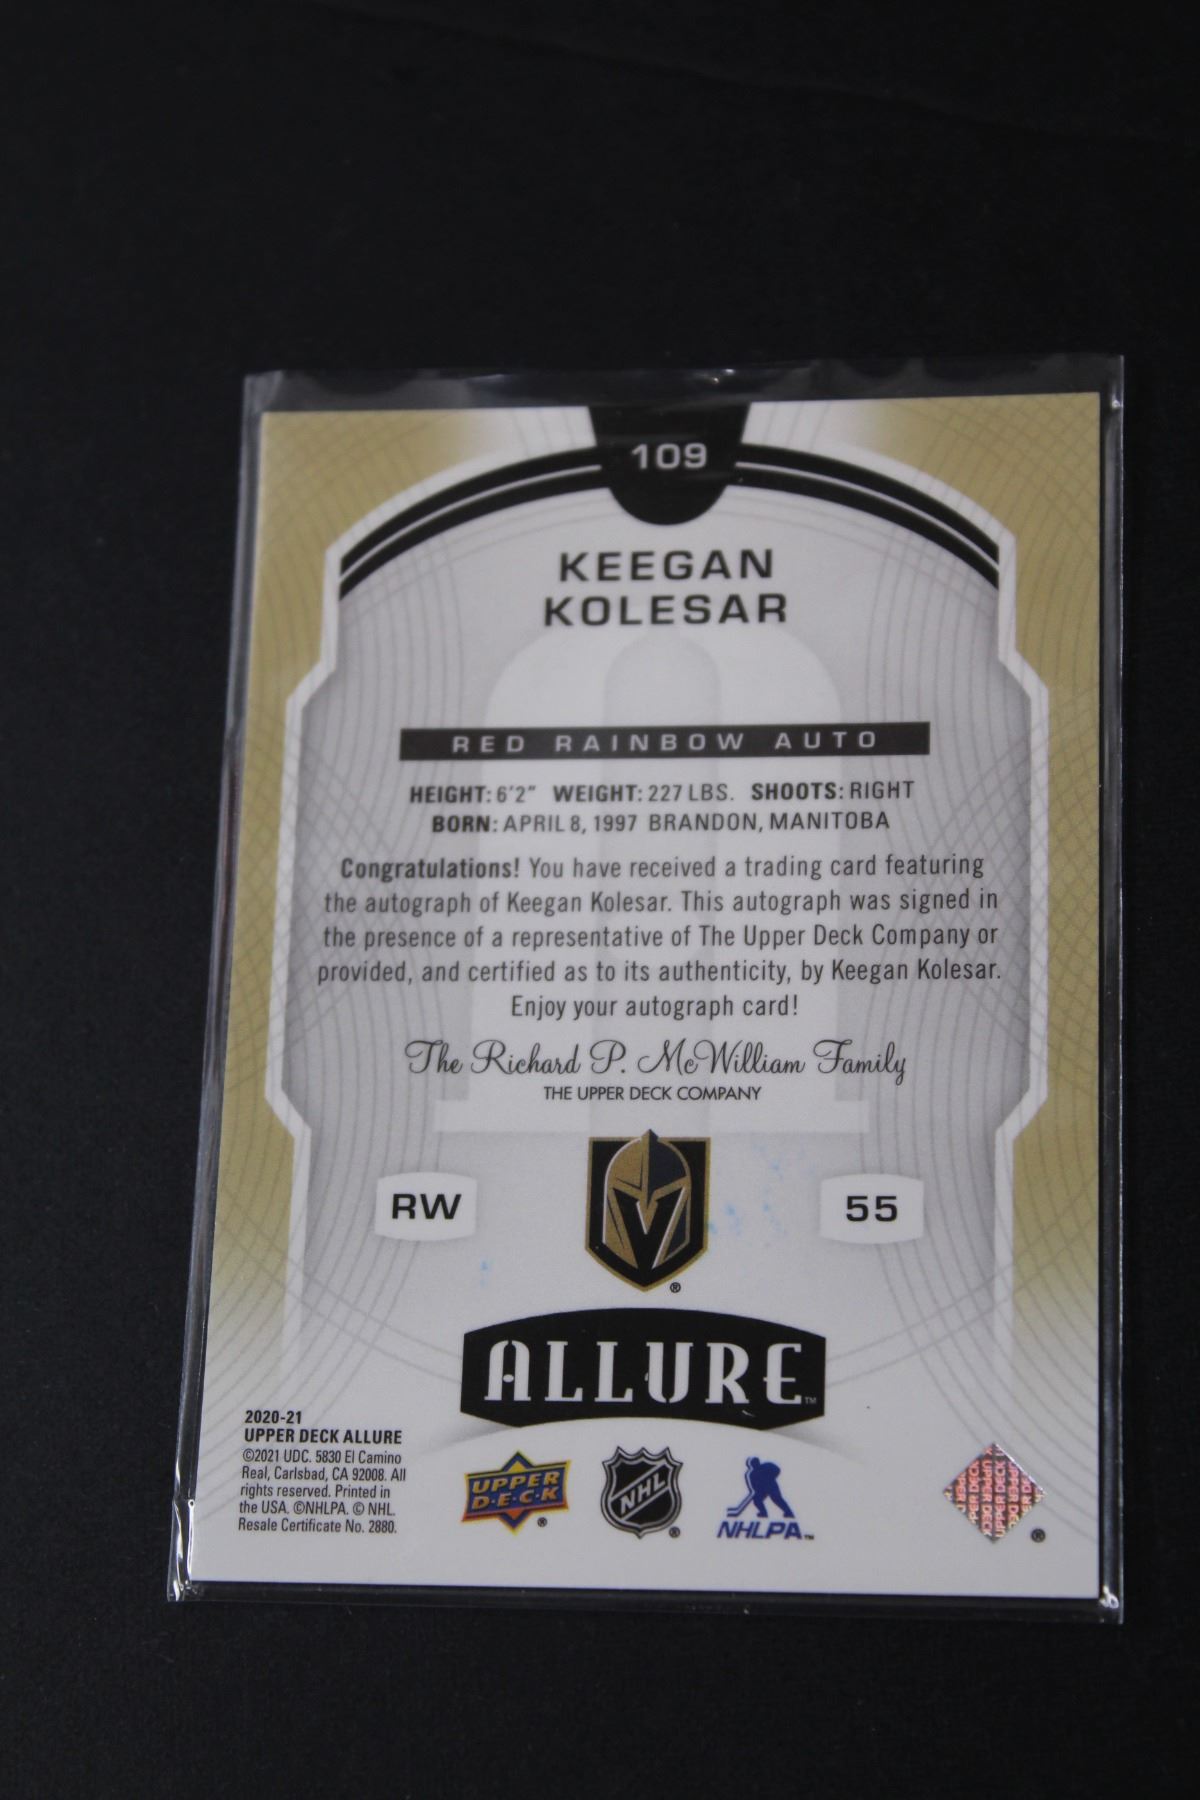 109
KEEGAN
KOLESAR
RED RAINBOW AUTO
HEIGHT: 6'2" WEIGHT: 227 LBS. SHOOTS: RIGHT
BORN: APRIL 8, 1997 BRANDON, MANITOBA
Congratulations! You have received a trading card featuring
the autograph of Keegan Kolesar. This autograph was signed in
the presence of a representative of The Upper Deck Company or
provided, and certified as to its authenticity, by Keegan Kolesar.
Enjoy your autograph card!
The Richard P. McWilliam Family
THE UPPER DECK COMPANY
RW
55
®
ALLURE™
2020-21
UPPER DECK ALLURE
©2021 UDC. 5830 El Camino
Real, Carlsbad, CA 92008. All
rights reserved. Printed in
the USA. ©NHLPA. © NHL.
Resale Certificate No. 2880.
UPPER
D·E·C·K ®
NHL ®
NHLPA™
UPPER DECK
UPPER DECK
®